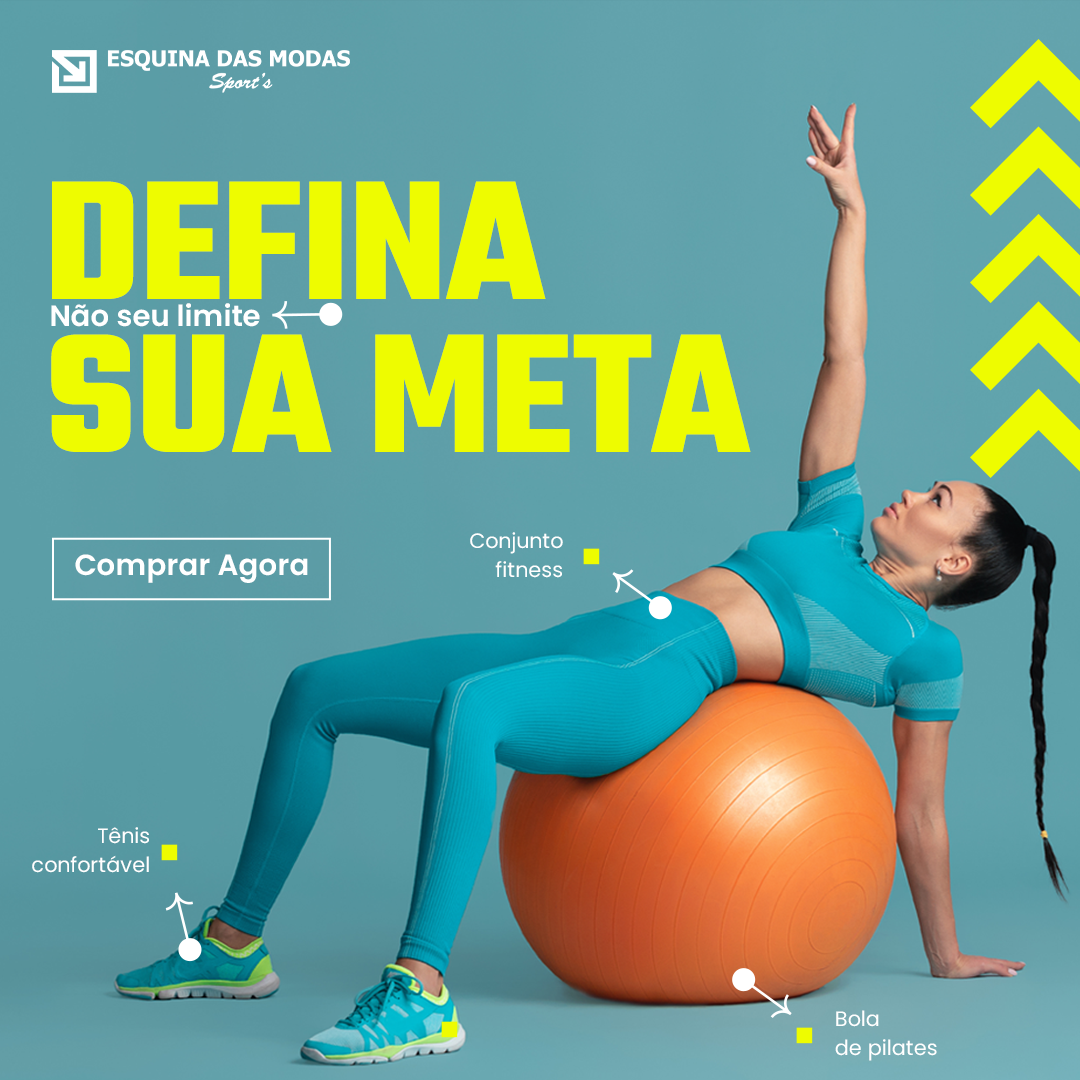 ESQUINA DAS MODAS
Sport's
DEFINA
Não seu limite
SUA META
Comprar Agora
Conjunto
fitness
Tênis
confortável
Bola
de pilates